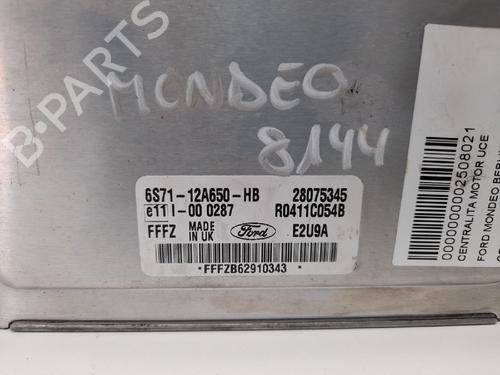 B-PARTS
MONDEO
8144
6S71-12A650-HB 28075345
e11 I-00 0287 R0411C054B
FFFZ MADE IN UK Ford E2U9A
*FFFZB62910343*
0000000002508021
CENTRALITA MOTOR UCE
FORD MONDEO